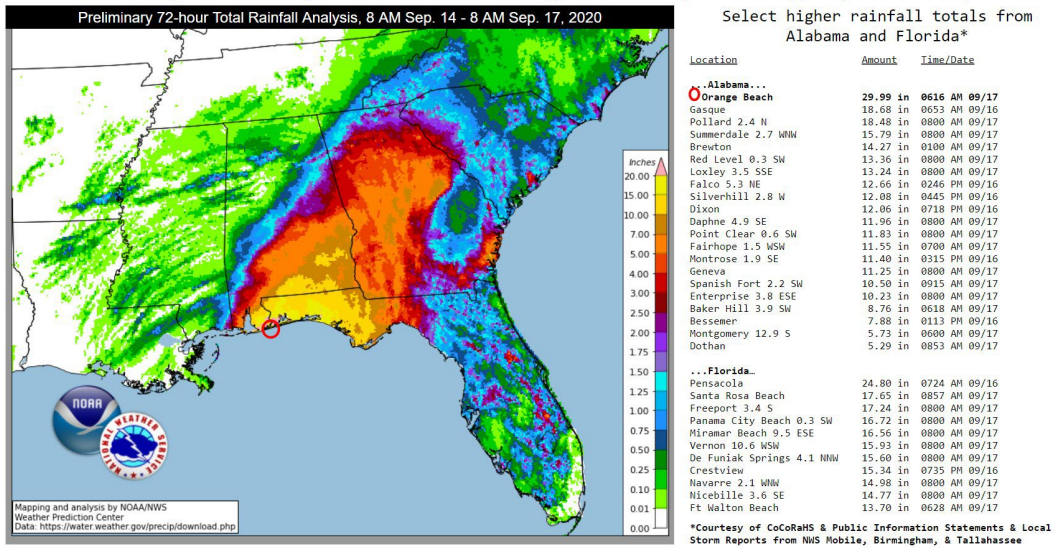 Preliminary 72-hour Total Rainfall Analysis, 8 AM Sep. 14 - 8 AM Sep. 17, 2020
Inches
20.00
15.00
10.00
7.00
5.00
4.00
3.00
2.50
2.00
1.75
1.50
1.25
1.00
0.75
0.50
0.25
0.10
0.01
0.00
NOAA
NATIONAL WEATHER SERVICE
Mapping and analysis by NOAA/NWS
Weather Prediction Center
Data: https://water.weather.gov/precip/download.php
Select higher rainfall totals from
Alabama and Florida*
Location Amount Time/Date
...Alabama...
Orange Beach 29.99 in 0616 AM 09/17
Gasque 18.68 in 0653 AM 09/16
Pollard 2.4 N 18.48 in 0800 AM 09/17
Summerdale 2.7 WNW 15.79 in 0800 AM 09/17
Brewton 14.27 in 0100 AM 09/17
Red Level 0.3 SW 13.36 in 0800 AM 09/17
Loxley 3.5 SSE 13.24 in 0800 AM 09/17
Falco 5.3 NE 12.66 in 0246 PM 09/16
Silverhill 2.8 W 12.08 in 0445 PM 09/16
Dixon 12.06 in 0718 PM 09/16
Daphne 4.9 SE 11.96 in 0800 AM 09/17
Point Clear 0.6 SW 11.83 in 0800 AM 09/17
Fairhope 1.5 WSW 11.55 in 0700 AM 09/17
Montrose 1.9 SE 11.40 in 0315 PM 09/16
Geneva 11.25 in 0800 AM 09/17
Spanish Fort 2.2 SW 10.50 in 0915 AM 09/17
Enterprise 3.8 ESE 10.23 in 0800 AM 09/17
Baker Hill 3.9 SW 8.76 in 0618 AM 09/17
Bessemer 7.88 in 0113 PM 09/16
Montgomery 12.9 S 5.73 in 0600 AM 09/17
Dothan 5.29 in 0853 AM 09/17
...Florida…
Pensacola 24.80 in 0724 AM 09/16
Santa Rosa Beach 17.65 in 0857 AM 09/17
Freeport 3.4 S 17.24 in 0800 AM 09/17
Panama City Beach 0.3 SW 16.72 in 0800 AM 09/17
Miramar Beach 9.5 ESE 16.56 in 0800 AM 09/17
Vernon 10.6 WSW 15.93 in 0800 AM 09/17
De Funiak Springs 4.1 NNW 15.60 in 0800 AM 09/17
Crestview 15.34 in 0735 PM 09/16
Navarre 2.1 WNW 14.98 in 0800 AM 09/17
Nicebille 3.6 SE 14.77 in 0800 AM 09/17
Ft Walton Beach 13.70 in 0628 AM 09/17
*Courtesy of CoCoRaHS & Public Information Statements & Local
Storm Reports from NWS Mobile, Birmingham, & Tallahassee